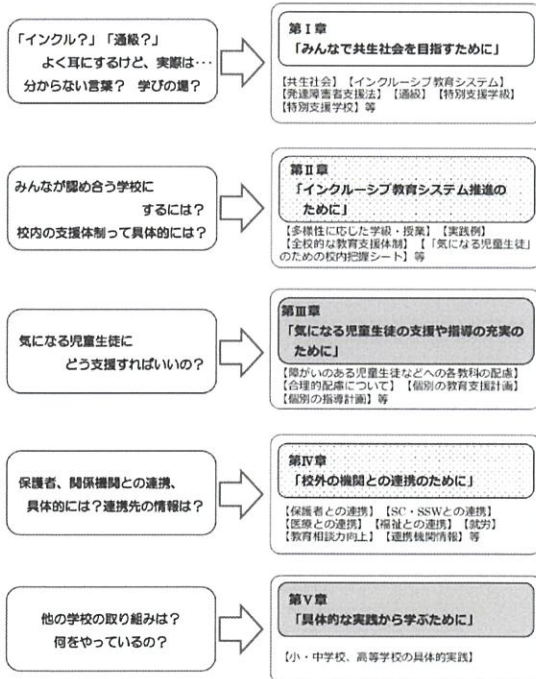 「インクル？」「通級？」
よく耳にするけど、実際は…
分からない言葉？　学びの場？
第Ⅰ章
「みんなで共生社会を目指すために」
【共生社会】【インクルーシブ教育システム】
【発達障害者支援法】【通級】【特別支援学級】
【特別支援学校】等
みんなが認め合う学校に
するには？
校内の支援体制って具体的には？
第Ⅱ章
「インクルーシブ教育システム推進の
ために」
【多様性に応じた学級・授業】【実践例】
【全校的な教育支援体制】【「気になる児童生徒」
のための校内把握シート】等
気になる児童生徒に
どう支援すればいいの？
第Ⅲ章
「気になる児童生徒の支援や指導の充実の
ために」
【障がいのある児童生徒などへの各教科の配慮】
【合理的配慮について】【個別の教育支援計画】
【個別の指導計画】等
保護者、関係機関との連携、
具体的には？連携先の情報は？
第Ⅳ章
「校外の機関との連携のために」
【保護者との連携】【SC・SSWとの連携】
【医療との連携】【福祉との連携】【就労】
【教育相談力向上】【連携機関情報】等
他の学校の取り組みは？
何をやっているの？
第Ⅴ章
「具体的な実践から学ぶために」
【小・中学校、高等学校の具体的実践】